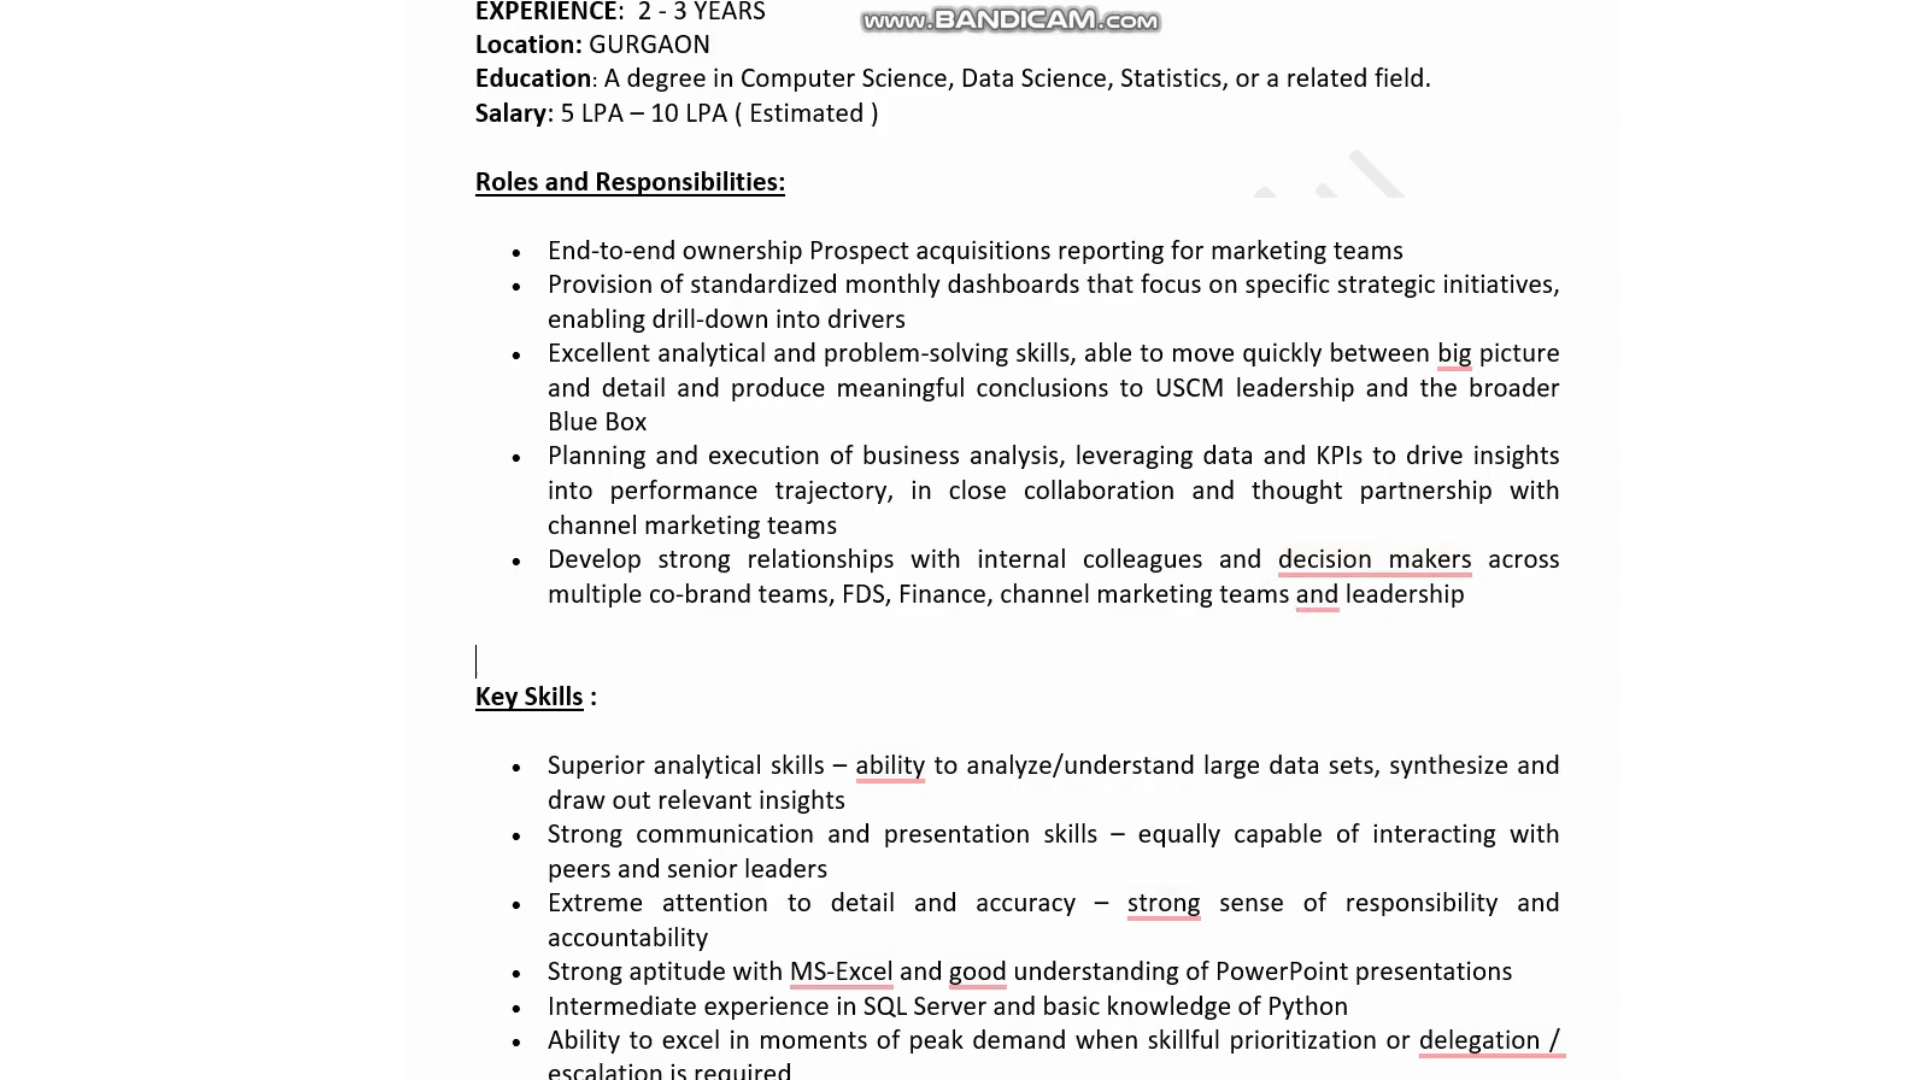 EXPERIENCE: 2 - 3 YEARS
www.BANDICAM.com
Location: GURGAON
Education: A degree in Computer Science, Data Science, Statistics, or a related field.
Salary: 5 LPA – 10 LPA ( Estimated )
Roles and Responsibilities:
• End-to-end ownership Prospect acquisitions reporting for marketing teams
• Provision of standardized monthly dashboards that focus on specific strategic initiatives,
enabling drill-down into drivers
• Excellent analytical and problem-solving skills, able to move quickly between big picture
and detail and produce meaningful conclusions to USCM leadership and the broader
Blue Box
• Planning and execution of business analysis, leveraging data and KPIs to drive insights
into performance trajectory, in close collaboration and thought partnership with
channel marketing teams
• Develop strong relationships with internal colleagues and decision makers across
multiple co-brand teams, FDS, Finance, channel marketing teams and leadership
Key Skills :
• Superior analytical skills – ability to analyze/understand large data sets, synthesize and
draw out relevant insights
• Strong communication and presentation skills – equally capable of interacting with
peers and senior leaders
• Extreme attention to detail and accuracy – strong sense of responsibility and
accountability
• Strong aptitude with MS-Excel and good understanding of PowerPoint presentations
• Intermediate experience in SQL Server and basic knowledge of Python
• Ability to excel in moments of peak demand when skillful prioritization or delegation /
escalation is required